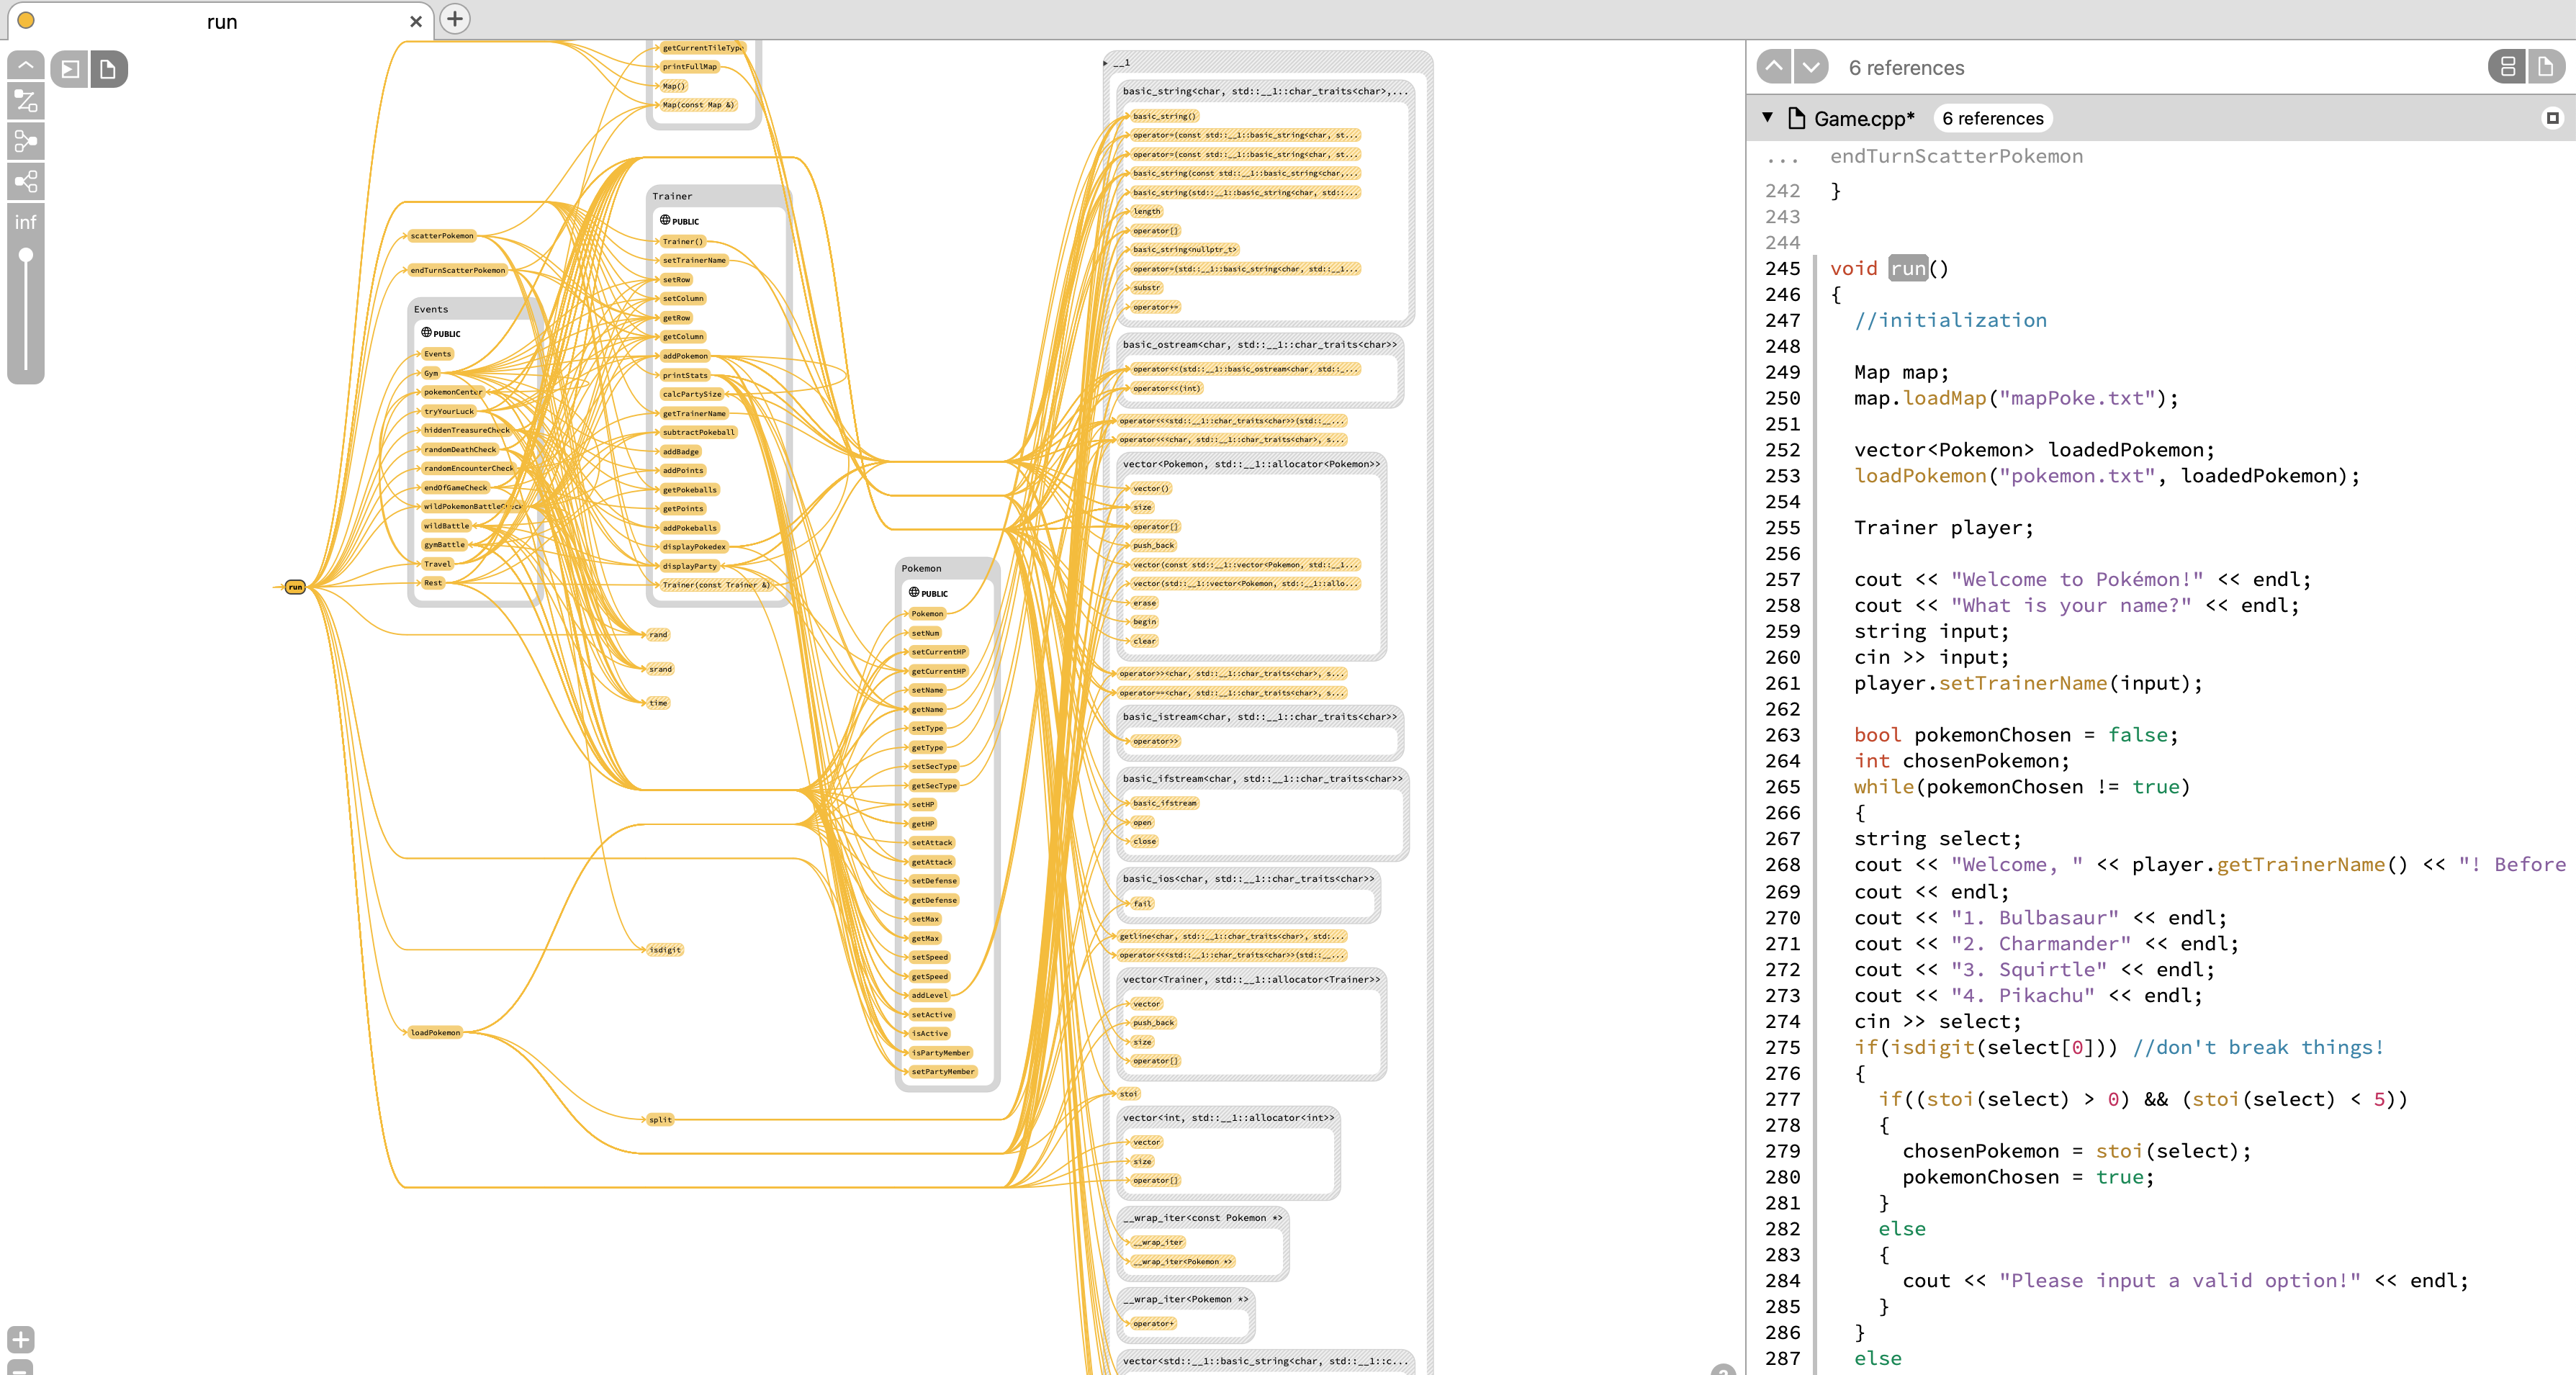 run
inf
getCurrentTileType
printFullMap
Map()
Map(const Map &)
scatterPokemon
endTurnScatterPokemon
Events
PUBLIC
Events
Gym
pokemonCenter
tryYourLuck
hiddenTreasureCheck
randomDeathCheck
randomEncounterCheck
endOfGameCheck
wildPokemonBattleCheck
wildBattle
gymBattle
Travel
Rest
run
loadPokemon
Trainer
PUBLIC
Trainer()
setTrainerName
setRow
setColumn
getRow
getColumn
addPokemon
printStats
calcPartySize
getTrainerName
subtractPokeball
addBadge
addPoints
getPokeballs
getPoints
addPokeballs
displayPokedex
displayParty
Trainer(const Trainer &)
rand
srand
time
isdigit
split
Pokemon
PUBLIC
Pokemon
setNum
setCurrentHP
getCurrentHP
setName
getName
setType
getType
setSecType
getSecType
setHP
getHP
setAttack
getAttack
setDefense
getDefense
setMax
getMax
setSpeed
getSpeed
addLevel
setActive
isActive
isPartyMember
setPartyMember
__1
basic_string<char, std::__1::char_traits<char>,...
basic_string()
operator=(const std::__1::basic_string<char, st...
operator=(const std::__1::basic_string<char, st...
basic_string(const std::__1::basic_string<char,...
basic_string(std::__1::basic_string<char, std::...
length
operator[]
basic_string<nullptr_t>
operator=(std::__1::basic_string<char, std::__1...
substr
operator+=
basic_ostream<char, std::__1::char_traits<char>>
operator<<(std::__1::basic_ostream<char, std::_...
operator<<(int)
operator<<<std::__1::char_traits<char>>(std::__...
operator<<<char, std::__1::char_traits<char>, s...
vector<Pokemon, std::__1::allocator<Pokemon>>
vector()
size
operator[]
push_back
vector(const std::__1::vector<Pokemon, std::__1...
vector(std::__1::vector<Pokemon, std::__1::allo...
erase
begin
clear
operator>><char, std::__1::char_traits<char>, s...
operator==<char, std::__1::char_traits<char>, s...
basic_istream<char, std::__1::char_traits<char>>
operator>>
basic_ifstream<char, std::__1::char_traits<char>>
basic_ifstream
open
close
basic_ios<char, std::__1::char_traits<char>>
fail
getline<char, std::__1::char_traits<char>, std:...
operator<<<std::__1::char_traits<char>>(std::__...
vector<Trainer, std::__1::allocator<Trainer>>
vector
push_back
size
operator[]
stoi
vector<int, std::__1::allocator<int>>
vector
size
operator[]
__wrap_iter<const Pokemon *>
__wrap_iter
__wrap_iter<Pokemon *>
__wrap_iter<Pokemon *>
operator+
vector<std::__1::basic_string<char, std::__1::c...
6 references
Game.cpp* 6 references
... endTurnScatterPokemon
242 }
243
244
245 void run()
246 {
247 //initialization
248
249 Map map;
250 map.loadMap("mapPoke.txt");
251
252 vector<Pokemon> loadedPokemon;
253 loadPokemon("pokemon.txt", loadedPokemon);
254
255 Trainer player;
256
257 cout << "Welcome to Pokémon!" << endl;
258 cout << "What is your name?" << endl;
259 string input;
260 cin >> input;
261 player.setTrainerName(input);
262
263 bool pokemonChosen = false;
264 int chosenPokemon;
265 while(pokemonChosen != true)
266 {
267 string select;
268 cout << "Welcome, " << player.getTrainerName() << "! Before
269 cout << endl;
270 cout << "1. Bulbasaur" << endl;
271 cout << "2. Charmander" << endl;
272 cout << "3. Squirtle" << endl;
273 cout << "4. Pikachu" << endl;
274 cin >> select;
275 if(isdigit(select[0])) //don't break things!
276 {
277 if((stoi(select) > 0) && (stoi(select) < 5))
278 {
279 chosenPokemon = stoi(select);
280 pokemonChosen = true;
281 }
282 else
283 {
284 cout << "Please input a valid option!" << endl;
285 }
286 }
287 else